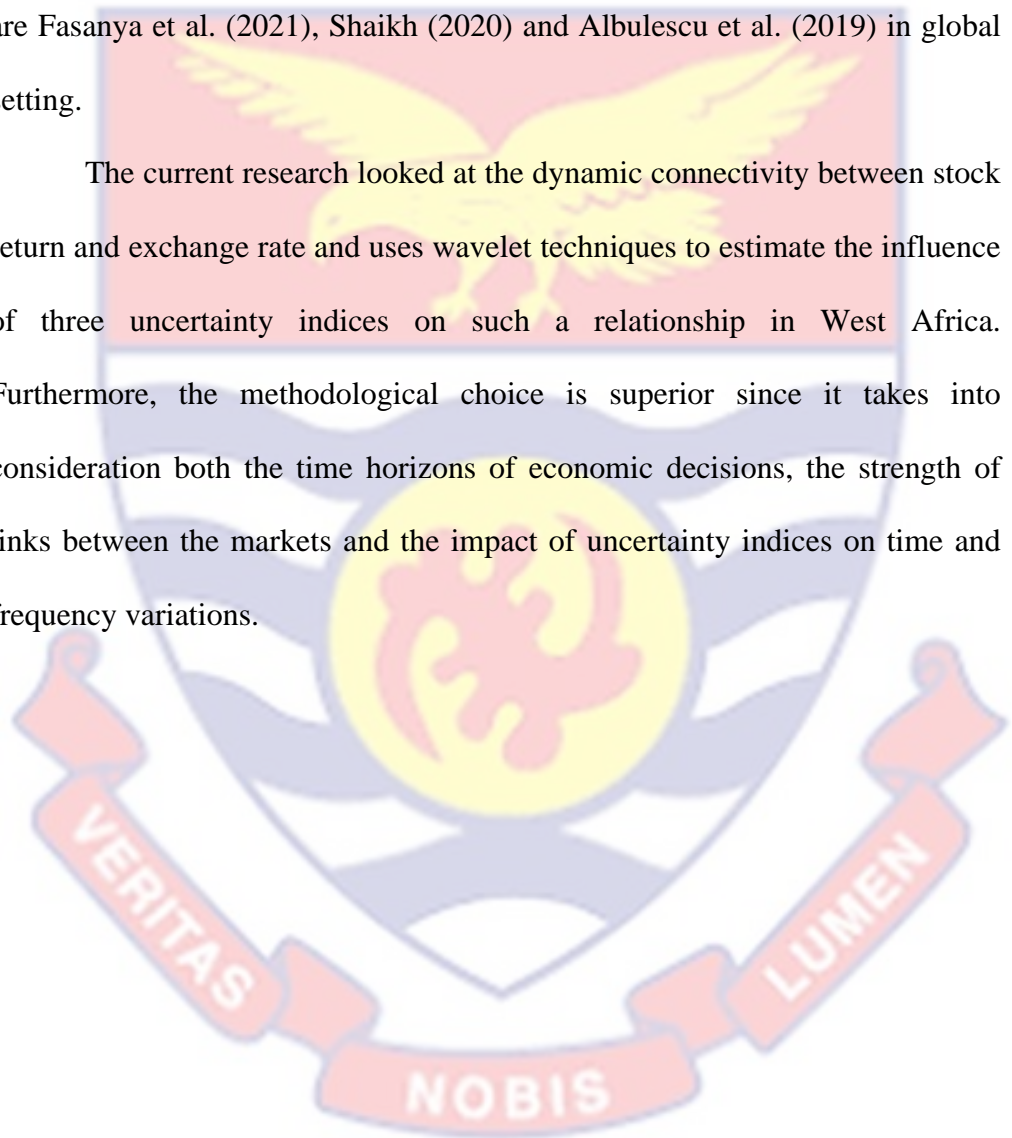 are Fasanya et al. (2021), Shaikh (2020) and Albulescu et al. (2019) in global
setting.
The current research looked at the dynamic connectivity between stock
return and exchange rate and uses wavelet techniques to estimate the influence
of three uncertainty indices on such a relationship in West Africa.
Furthermore, the methodological choice is superior since it takes into
consideration both the time horizons of economic decisions, the strength of
links between the markets and the impact of uncertainty indices on time and
frequency variations.
VERITAS
NOBIS
LUMEN